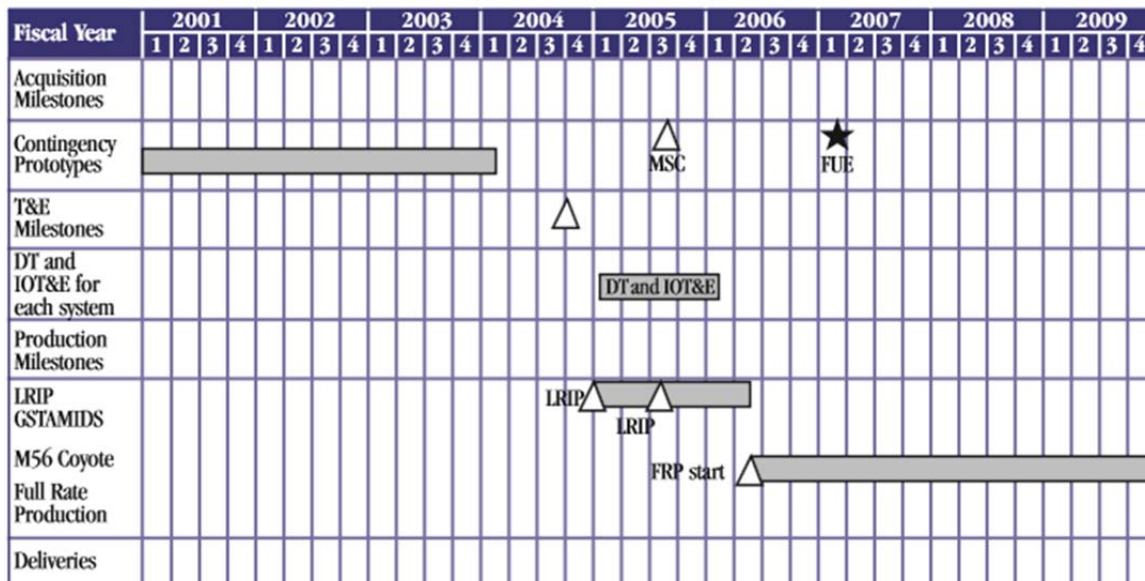 Fiscal Year
2001 2002 2003 2004 2005 2006 2007 2008 2009
1 2 3 4 1 2 3 4 1 2 3 4 1 2 3 4 1 2 3 4 1 2 3 4 1 2 3 4 1 2 3 4 1 2 3 4
Acquisition
Milestones
Contingency
Prototypes
MSC
FUE
T&E
Milestones
DT and
IOT&E for
each system
DT and IOT&E
Production
Milestones
LRIP
GSTAMIDS
LRIP
LRIP
M56 Coyote
FRP start
Full Rate
Production
Deliveries